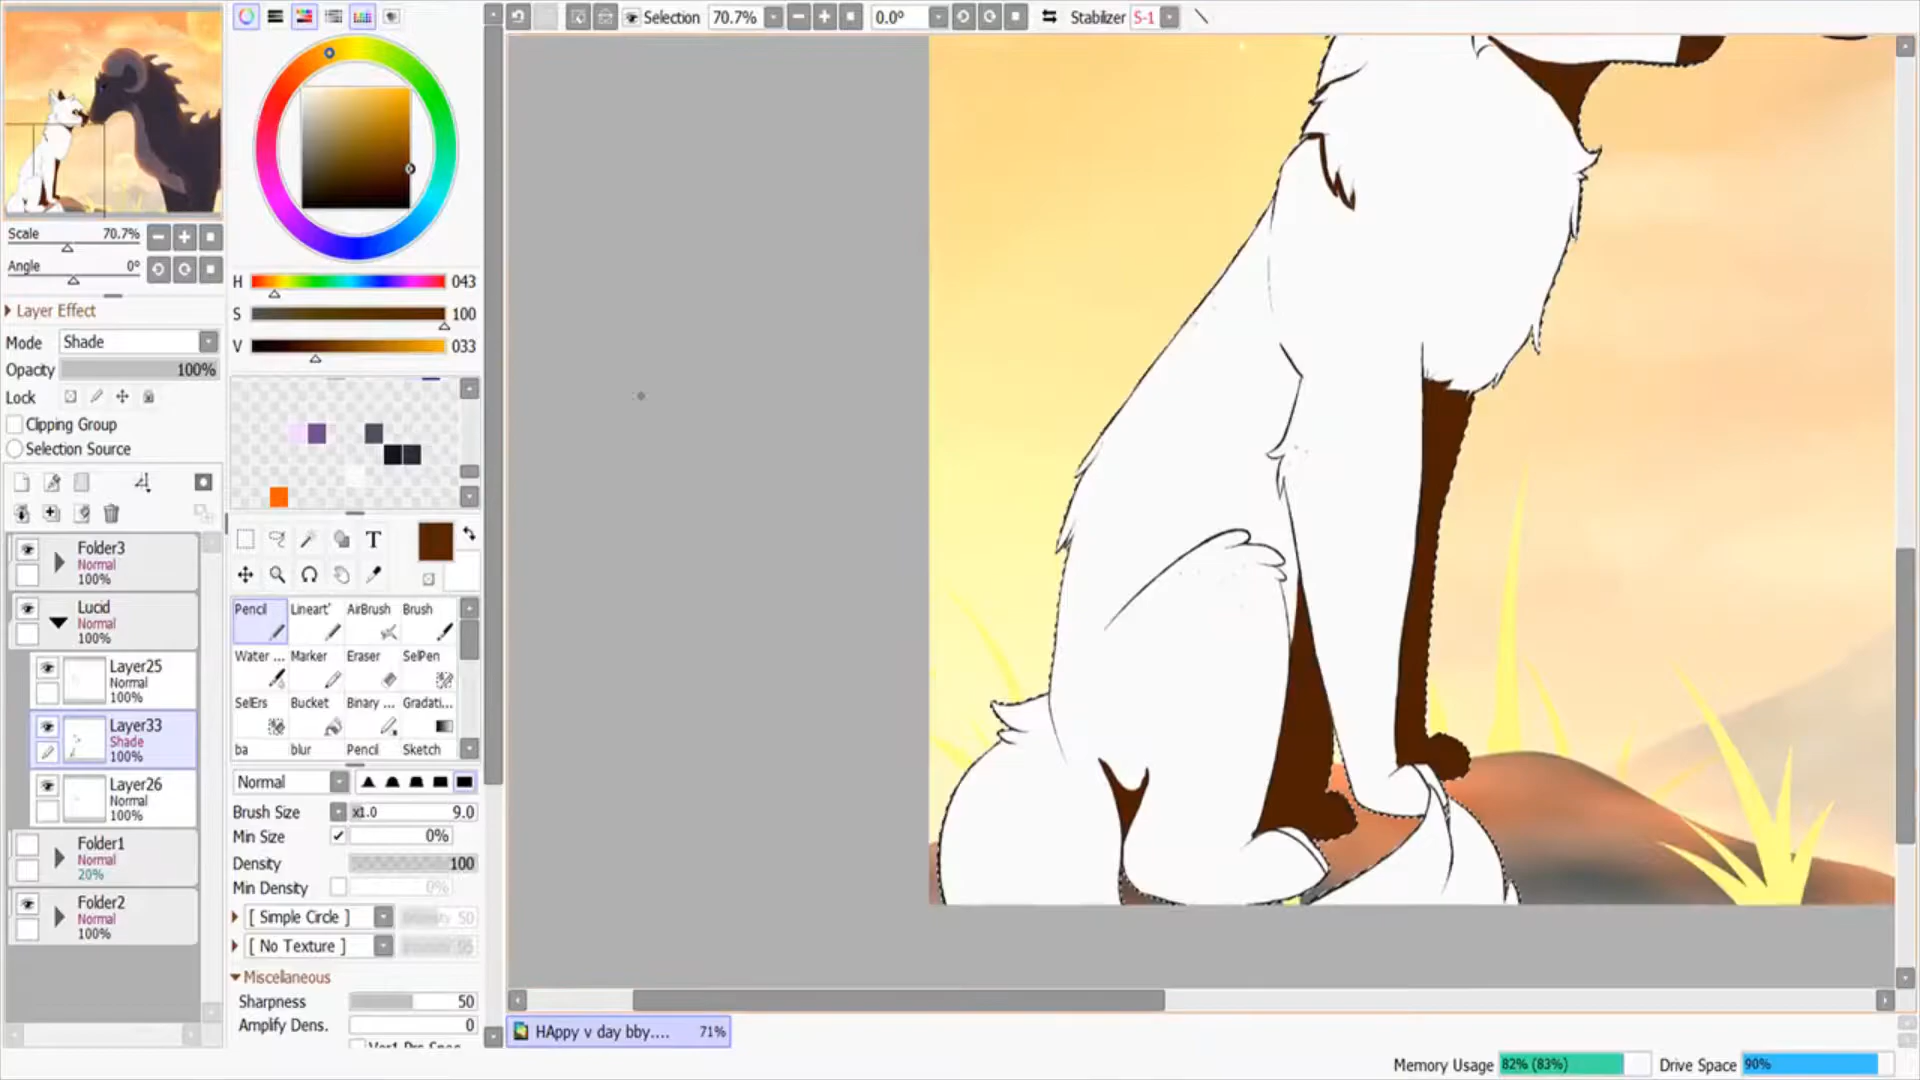 Selection 70.7% 0.0° Stabilizer S-1
Scale 70.7%
Angle 0°
Layer Effect
Mode Shade
Opacity 100%
Lock
Clipping Group
Selection Source
H 043
S 100
V 033
Folder3
Normal
100%
Lucid
Normal
100%
Layer25
Normal
100%
Layer33
Shade
100%
Layer26
Normal
100%
Folder1
Normal
20%
Folder2
Normal
100%
T
Pencil Lineart' AirBrush Brush
Water ... Marker Eraser SelPen
SelErs Bucket Binary ... Gradati...
ba blur Pencil Sketch
Normal
Brush Size x1.0 9.0
Min Size 0%
Density 100
Min Density 0%
[ Simple Circle ] 50
[ No Texture ] 95
Miscellaneous
Sharpness 50
Amplify Dens. 0
HAppy v day bby.... 71%
Memory Usage 82% (83%) Drive Space 90%